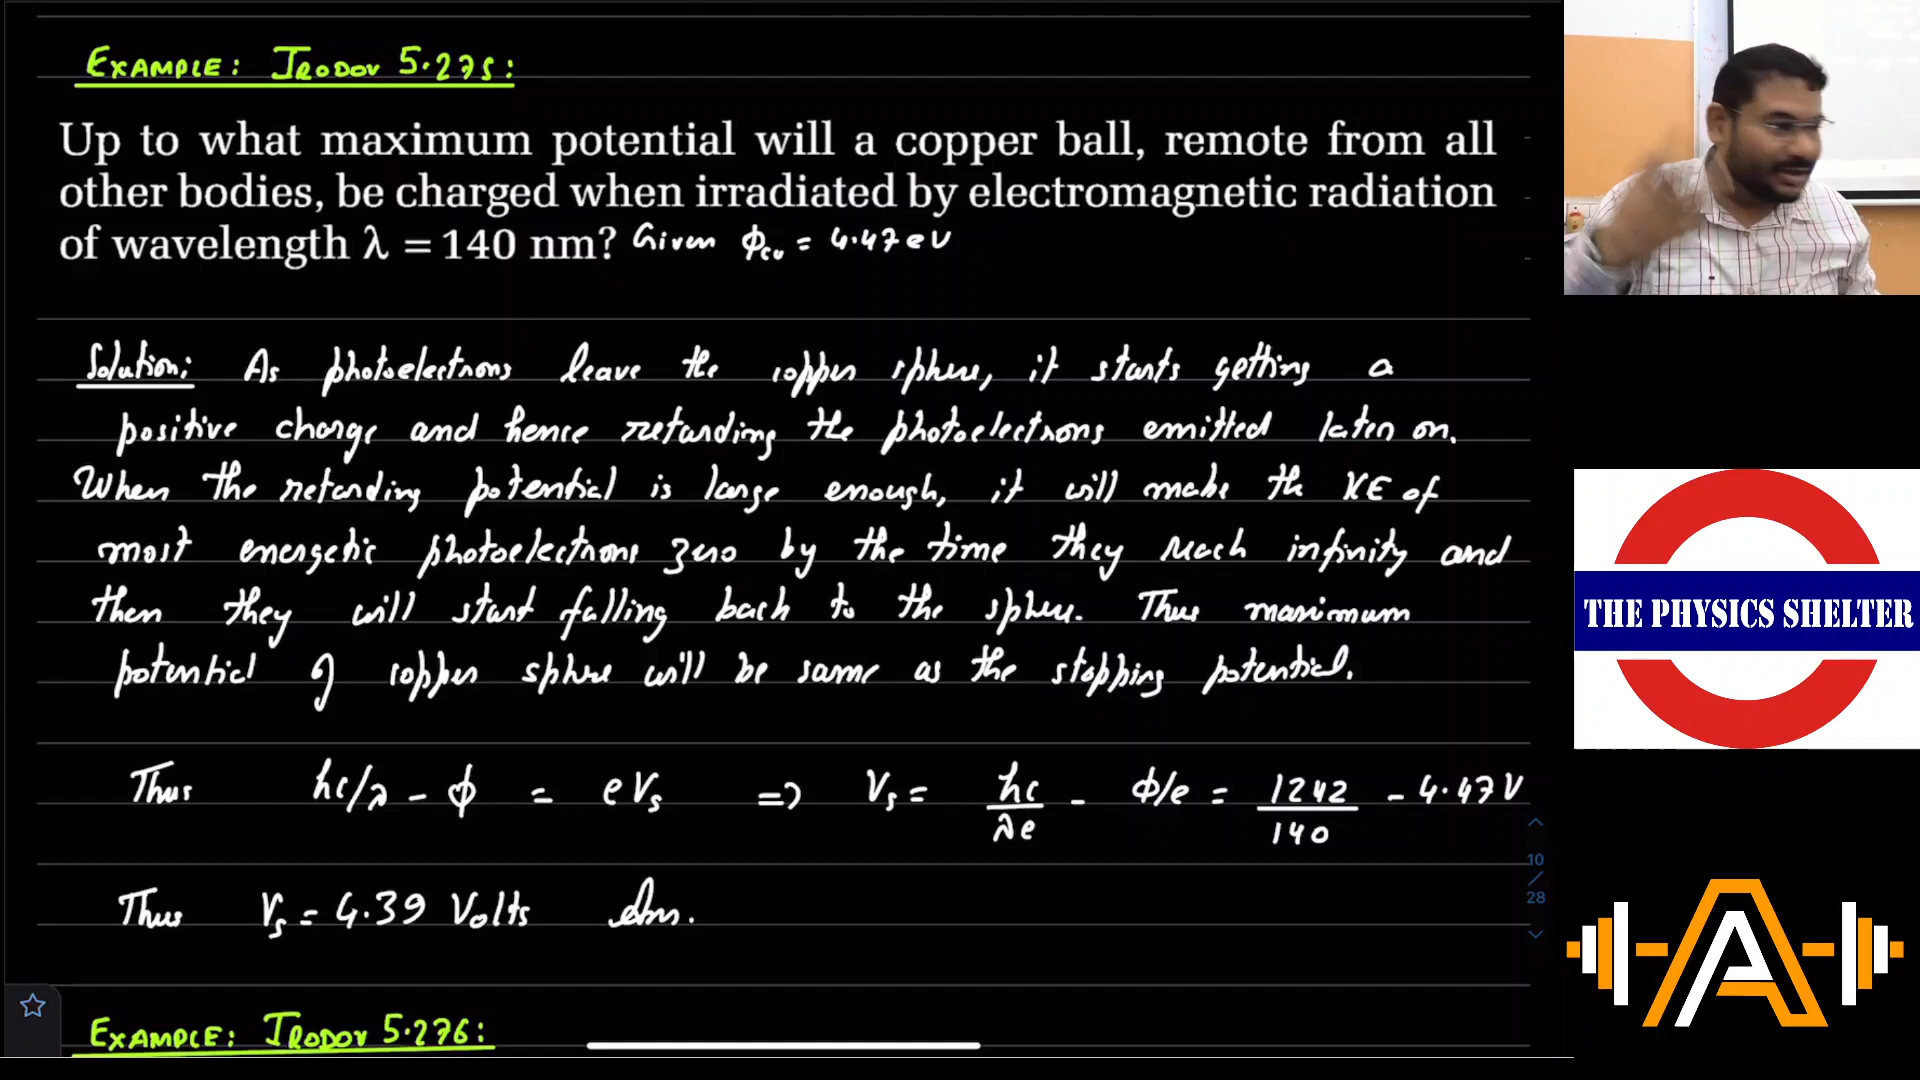 EXAMPLE: IRODOV 5.275:
Up to what maximum potential will a copper ball, remote from all
other bodies, be charged when irradiated by electromagnetic radiation
of wavelength λ = 140 nm? Given ϕcu = 4.47 eV
Solution: As photoelectrons leave the copper sphere, it starts getting a
positive charge and hence retarding the photoelectrons emitted later on.
When the retarding potential is large enough, it will make the KE of
most energetic photoelectrons zero by the time they reach infinity and
then they will start falling back to the sphere. Thus maximum
potential of copper sphere will be same as the stopping potential.
Thus hc/λ - ϕ = eVs => Vs = hc/λe - ϕ/e = 1242/140 - 4.47 V
Thus Vs = 4.39 Volts Ans.
EXAMPLE: IRODOV 5.276:
10
/
28
THE PHYSICS SHELTER
A